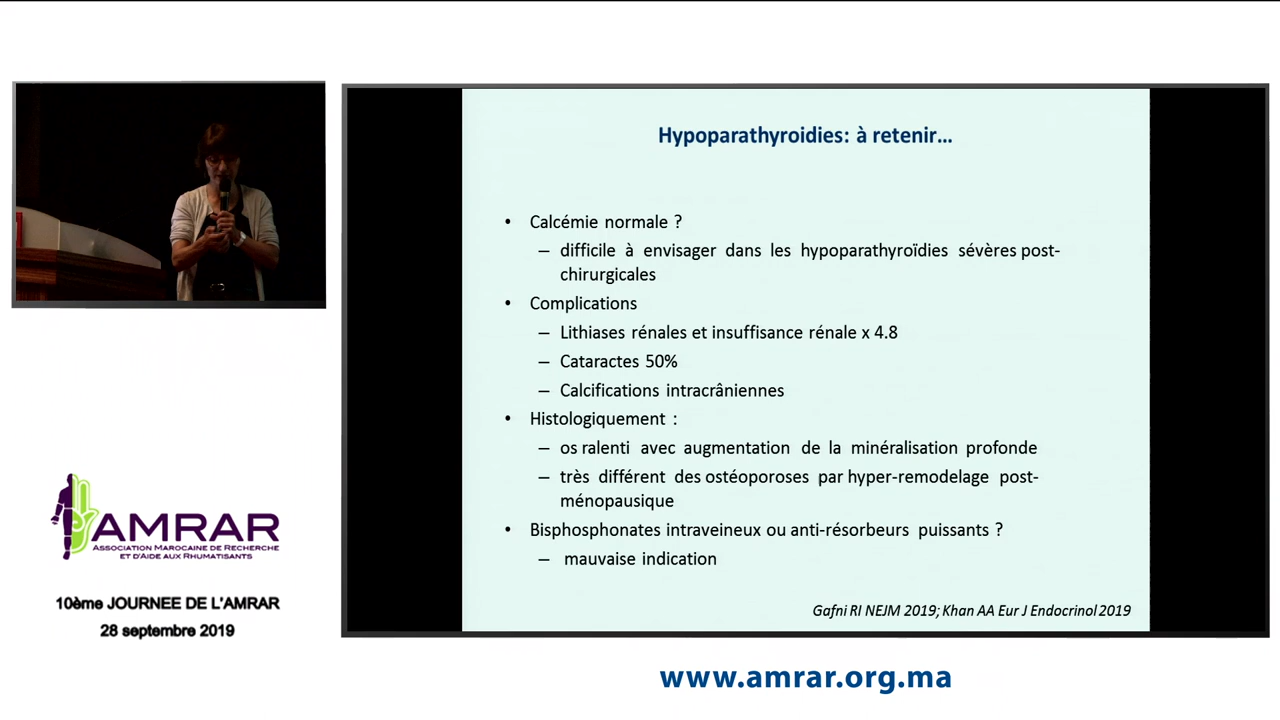 Hypoparathyroidies: à retenir...
• Calcémie normale ?
– difficile à envisager dans les hypoparathyroïdies sévères post-
chirurgicales
• Complications
– Lithiases rénales et insuffisance rénale x 4.8
– Cataractes 50%
– Calcifications intracrâniennes
• Histologiquement :
– os ralenti avec augmentation de la minéralisation profonde
– très différent des ostéoporoses par hyper-remodelage post-
ménopausique
• Bisphosphonates intraveineux ou anti-résorbeurs puissants ?
– mauvaise indication
Gafni RI NEJM 2019; Khan AA Eur J Endocrinol 2019
AMRAR
Association Marocaine de Recherche
et d'Aide aux Rhumatisants
10ème JOURNEE DE L'AMRAR
28 septembre 2019
www.amrar.org.ma